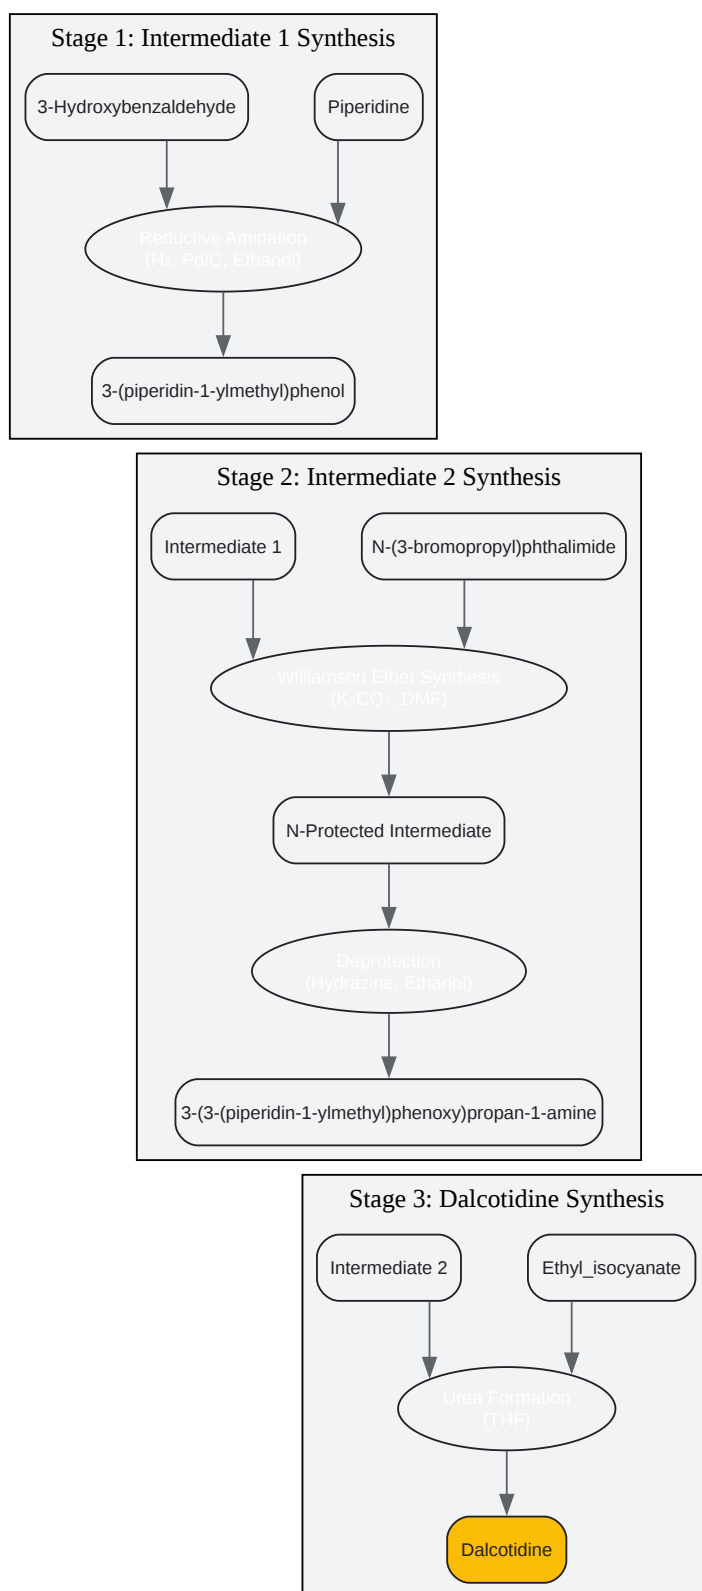 Stage 1: Intermediate 1 Synthesis
3-Hydroxybenzaldehyde
Piperidine
Reductive Amination
(H₂, Pd/C, Ethanol)
3-(piperidin-1-ylmethyl)phenol
Stage 2: Intermediate 2 Synthesis
Intermediate 1
N-(3-bromopropyl)phthalimide
Williamson Ether Synthesis
(K₂CO₃, DMF)
N-Protected Intermediate
Deprotection
(Hydrazine, Ethanol)
3-(3-(piperidin-1-ylmethyl)phenoxy)propan-1-amine
Stage 3: Dalcotidine Synthesis
Intermediate 2
Ethyl_isocyanate
Urea Formation
(THF)
Dalcotidine